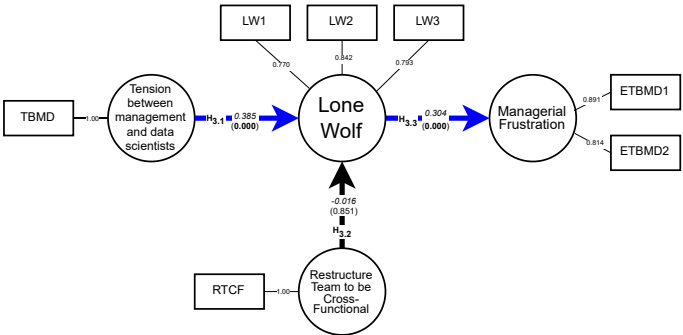 LW1
LW2
LW3
0.770
0.842
0.793
TBMD
1.00
Tension
between
management
and data
scientists
H3.1
0.385
(0.000)
Lone
Wolf
H3.3
0.304
(0.000)
Managerial
Frustration
0.891
ETBMD1
0.814
ETBMD2
-0.016
(0.851)
H3.2
RTCF
1.00
Restructure
Team to be
Cross-
Functional